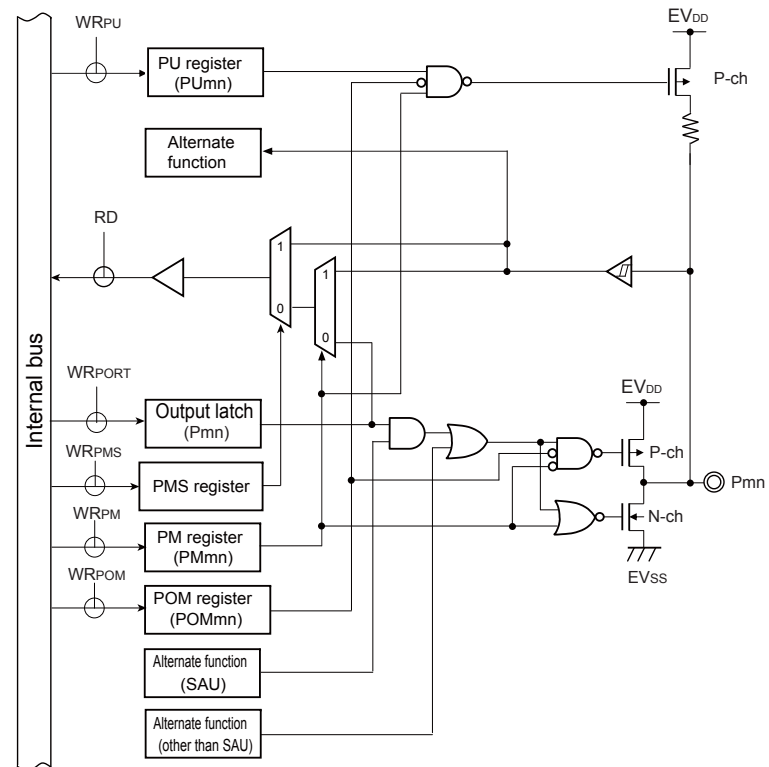 WRPU
EVDD
PU register
(PUmn)
P-ch
Alternate
function
RD
1
0
1
0
Internal bus
WRPORT
Output latch
(Pmn)
EVDD
P-ch
WRPMS
PMS register
Pmn
N-ch
WRPM
PM register
(PMmn)
EVSS
WRPOM
POM register
(POMmn)
Alternate function
(SAU)
Alternate function
(other than SAU)